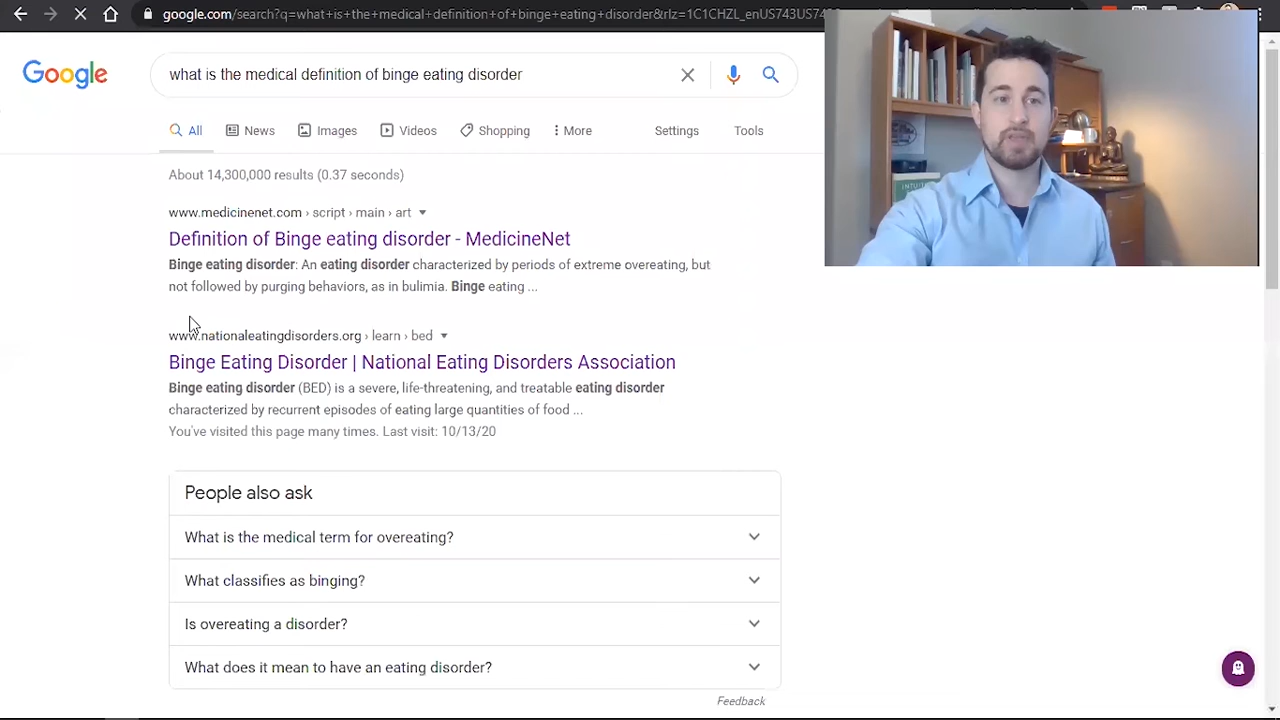 google.com/search?q=what+is+the+medical+definition+of+binge+eating+disorder&rlz=1C1CHZL_enUS743US743
Google
what is the medical definition of binge eating disorder
All
News
Images
Videos
Shopping
More
Settings
Tools
About 14,300,000 results (0.37 seconds)
www.medicinenet.com › script › main › art
Definition of Binge eating disorder - MedicineNet
Binge eating disorder: An eating disorder characterized by periods of extreme overeating, but
not followed by purging behaviors, as in bulimia. Binge eating ...
www.nationaleatingdisorders.org › learn › bed
Binge Eating Disorder | National Eating Disorders Association
Binge eating disorder (BED) is a severe, life-threatening, and treatable eating disorder
characterized by recurrent episodes of eating large quantities of food ...
You've visited this page many times. Last visit: 10/13/20
People also ask
What is the medical term for overeating?
What classifies as binging?
Is overeating a disorder?
What does it mean to have an eating disorder?
Feedback
INTUIT